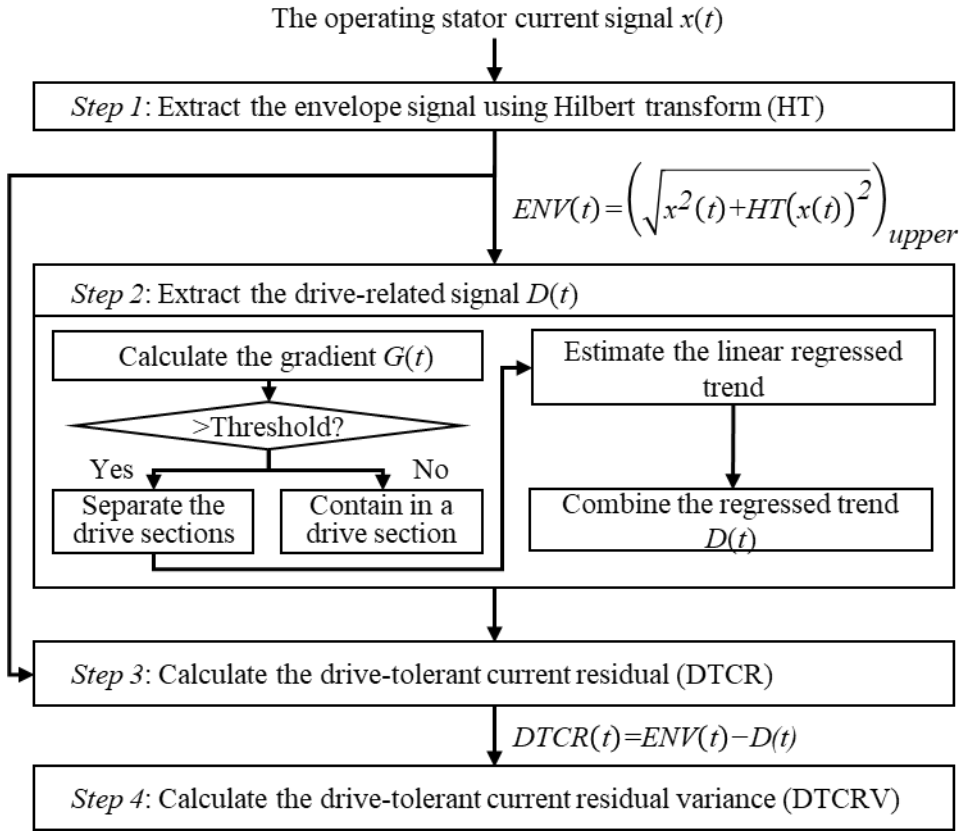 The operating stator current signal x(t)
Step 1: Extract the envelope signal using Hilbert transform (HT)
ENV(t)=(√x²(t)+HT(x(t))²)upper
Step 2: Extract the drive-related signal D(t)
Calculate the gradient G(t)
>Threshold?
Yes
No
Separate the
drive sections
Contain in a
drive section
Estimate the linear regressed
trend
Combine the regressed trend
D(t)
Step 3: Calculate the drive-tolerant current residual (DTCR)
DTCR(t)=ENV(t)−D(t)
Step 4: Calculate the drive-tolerant current residual variance (DTCRV)